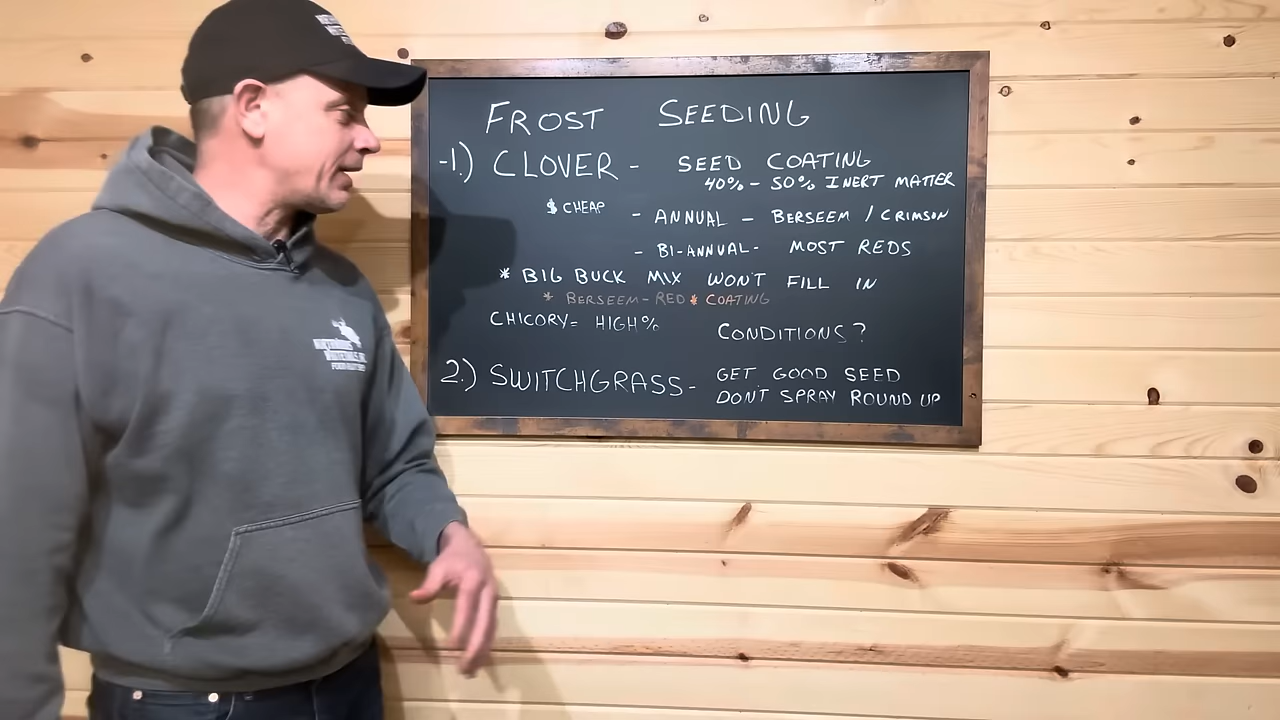 FROST SEEDING
-1.) CLOVER - SEED COATING
40% - 50% INERT MATTER
$ CHEAP - ANNUAL - BERSEEM / CRIMSON
- BI-ANNUAL - MOST REDS
* BIG BUCK MIX WON'T FILL IN
* BERSEEM - RED * COATING
CHICORY = HIGH % CONDITIONS?
2.) SWITCHGRASS - GET GOOD SEED
DON'T SPRAY ROUND UP